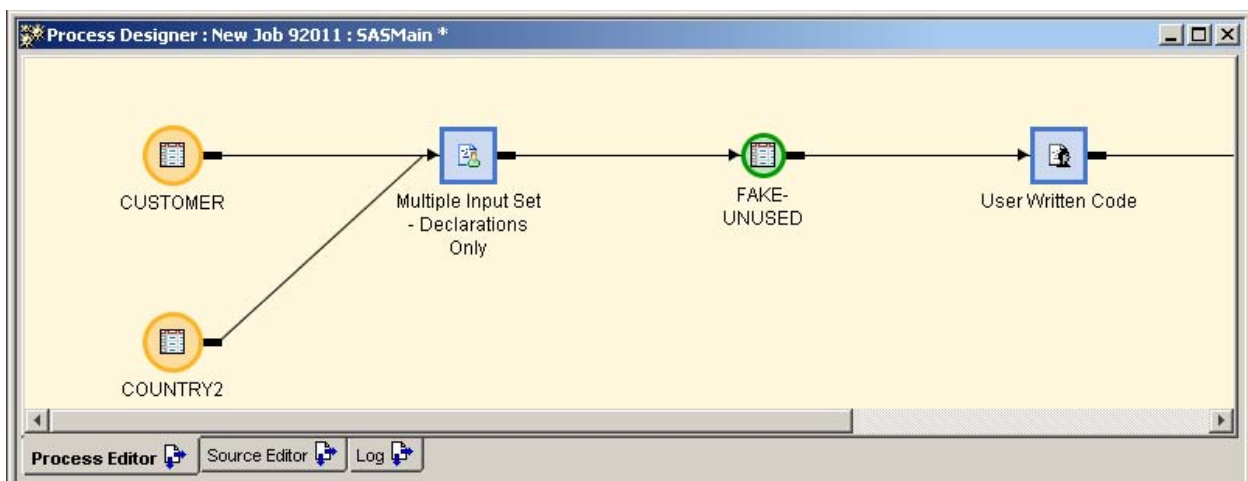 Process Designer : New Job 92011 : SASMain *
CUSTOMER
Multiple Input Set
- Declarations
Only
FAKE-
UNUSED
User Written Code
COUNTRY2
Process Editor
Source Editor
Log